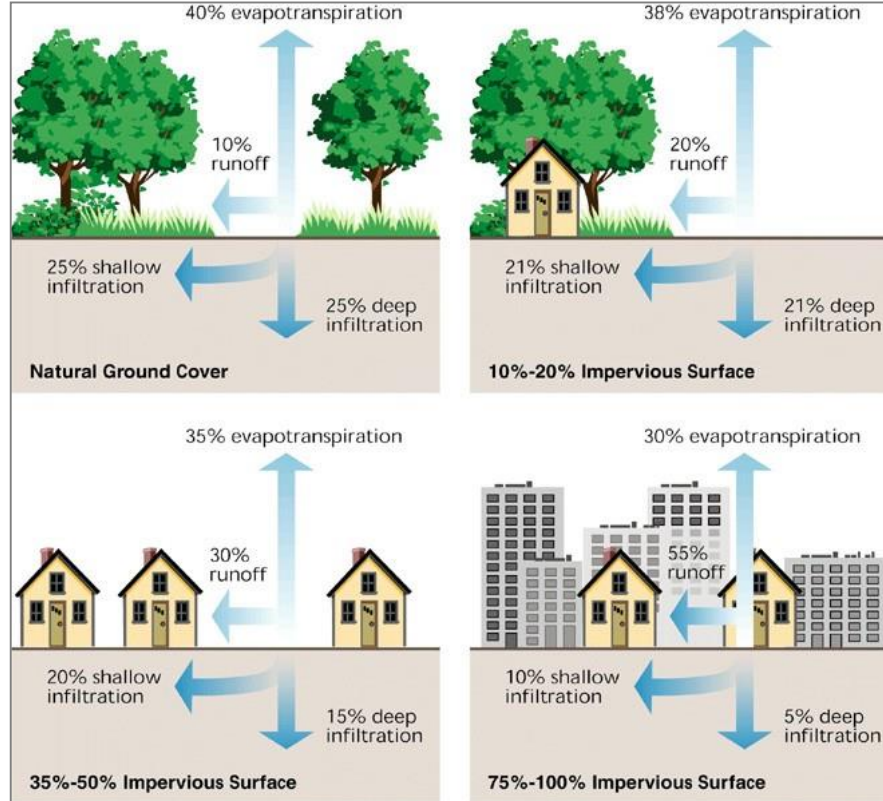 40% evapotranspiration
10%
runoff
25% shallow
infiltration
25% deep
infiltration
Natural Ground Cover
38% evapotranspiration
20%
runoff
21% shallow
infiltration
21% deep
infiltration
10%-20% Impervious Surface
35% evapotranspiration
30%
runoff
20% shallow
infiltration
15% deep
infiltration
35%-50% Impervious Surface
30% evapotranspiration
55%
runoff
10% shallow
infiltration
5% deep
infiltration
75%-100% Impervious Surface